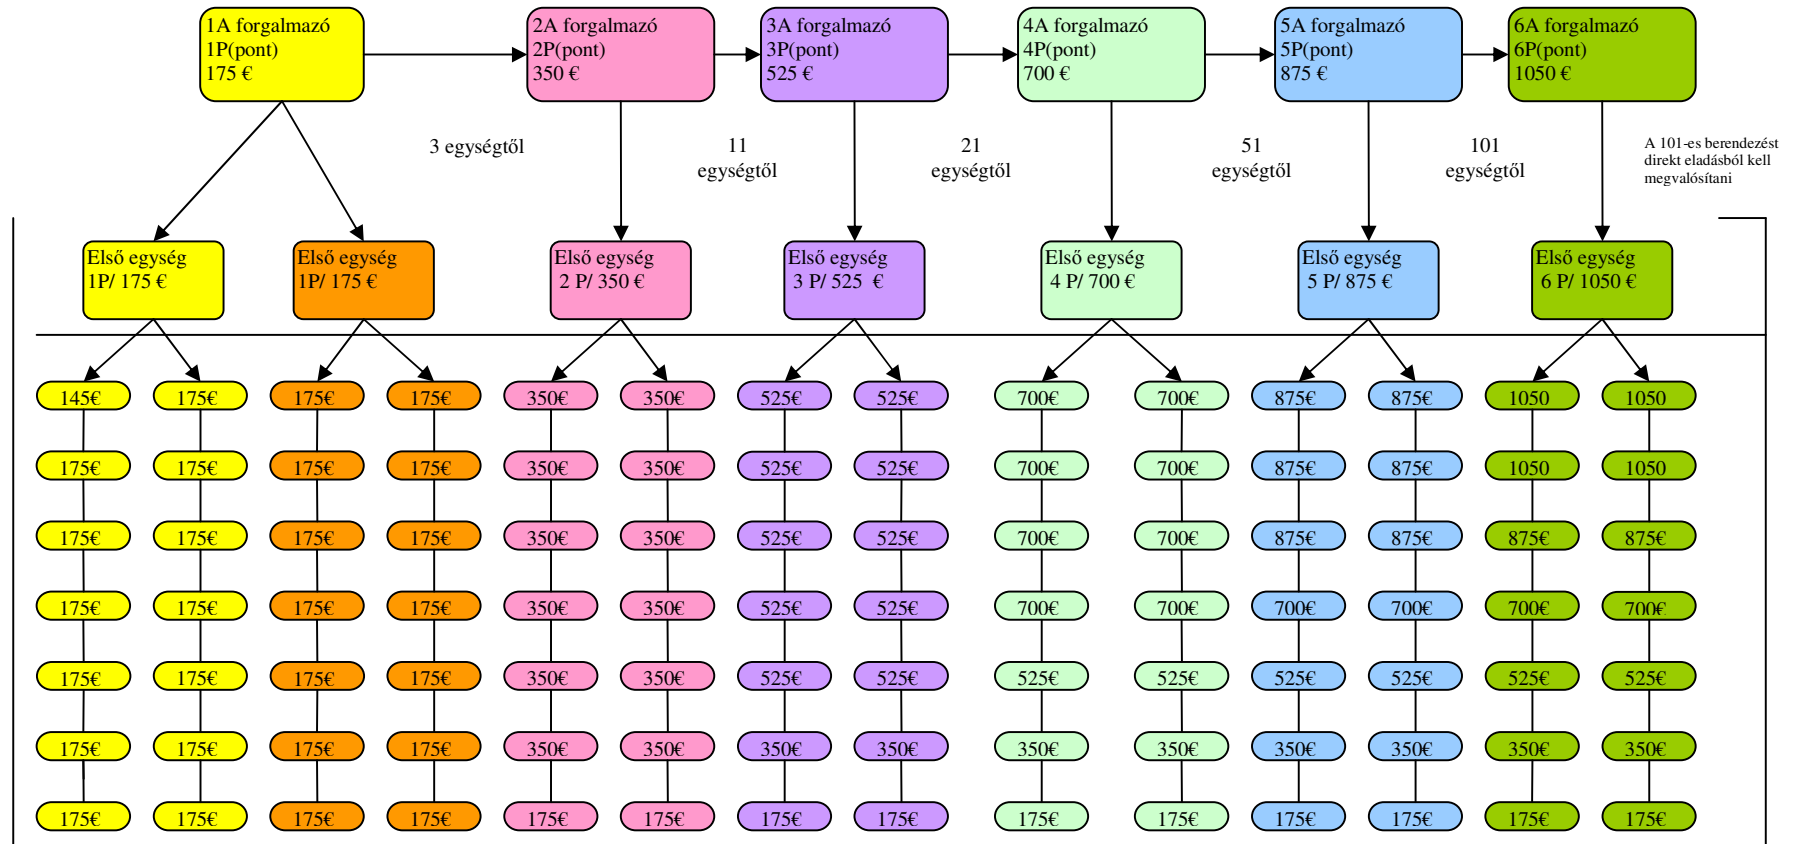 1A forgalmazó
1P(pont)
175 €
2A forgalmazó
2P(pont)
350 €
3A forgalmazó
3P(pont)
525 €
4A forgalmazó
4P(pont)
700 €
5A forgalmazó
5P(pont)
875 €
6A forgalmazó
6P(pont)
1050 €
3 egységtől
11
egységtől
21
egységtől
51
egységtől
101
egységtől
A 101-es berendezést
direkt eladásból kell
megvalósítani
Első egység
1P/ 175 €
Első egység
1P/ 175 €
Első egység
2 P/ 350 €
Első egység
3 P/ 525 €
Első egység
4 P/ 700 €
Első egység
5 P/ 875 €
Első egység
6 P/ 1050 €
145€ 175€ 175€ 175€ 350€ 350€ 525€ 525€ 700€ 700€ 875€ 875€ 1050 1050
175€ 175€ 175€ 175€ 350€ 350€ 525€ 525€ 700€ 700€ 875€ 875€ 1050 1050
175€ 175€ 175€ 175€ 350€ 350€ 525€ 525€ 700€ 700€ 875€ 875€ 875€ 875€
175€ 175€ 175€ 175€ 350€ 350€ 525€ 525€ 700€ 700€ 700€ 700€ 700€ 700€
175€ 175€ 175€ 175€ 350€ 350€ 525€ 525€ 525€ 525€ 525€ 525€ 525€ 525€
175€ 175€ 175€ 175€ 350€ 350€ 350€ 350€ 350€ 350€ 350€ 350€ 350€ 350€
175€ 175€ 175€ 175€ 175€ 175€ 175€ 175€ 175€ 175€ 175€ 175€ 175€ 175€